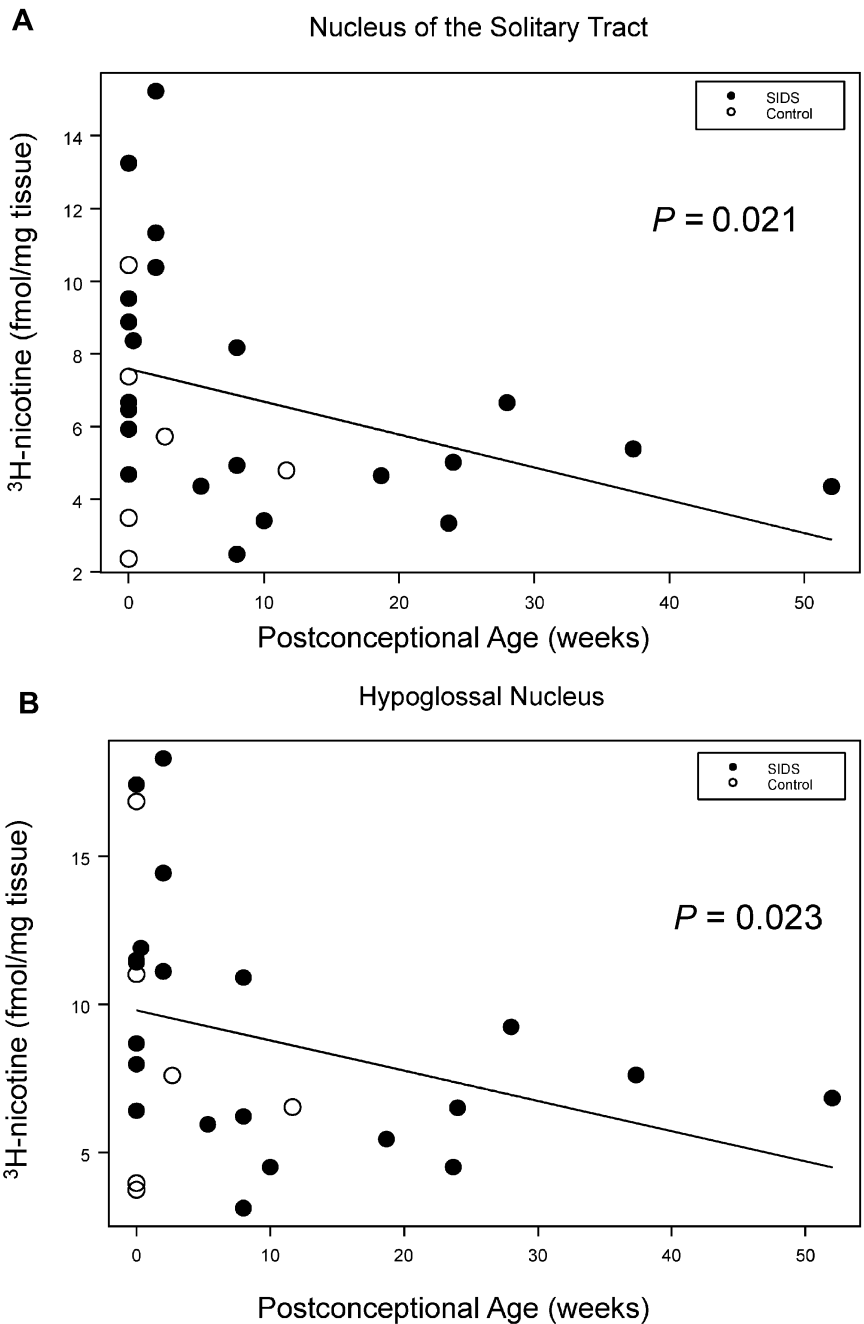 A
Nucleus of the Solitary Tract
SIDS
Control
P = 0.021
14
12
10
8
6
4
2
³H-nicotine (fmol/mg tissue)
0 10 20 30 40 50
Postconceptional Age (weeks)
B
Hypoglossal Nucleus
SIDS
Control
P = 0.023
15
10
5
³H-nicotine (fmol/mg tissue)
0 10 20 30 40 50
Postconceptional Age (weeks)